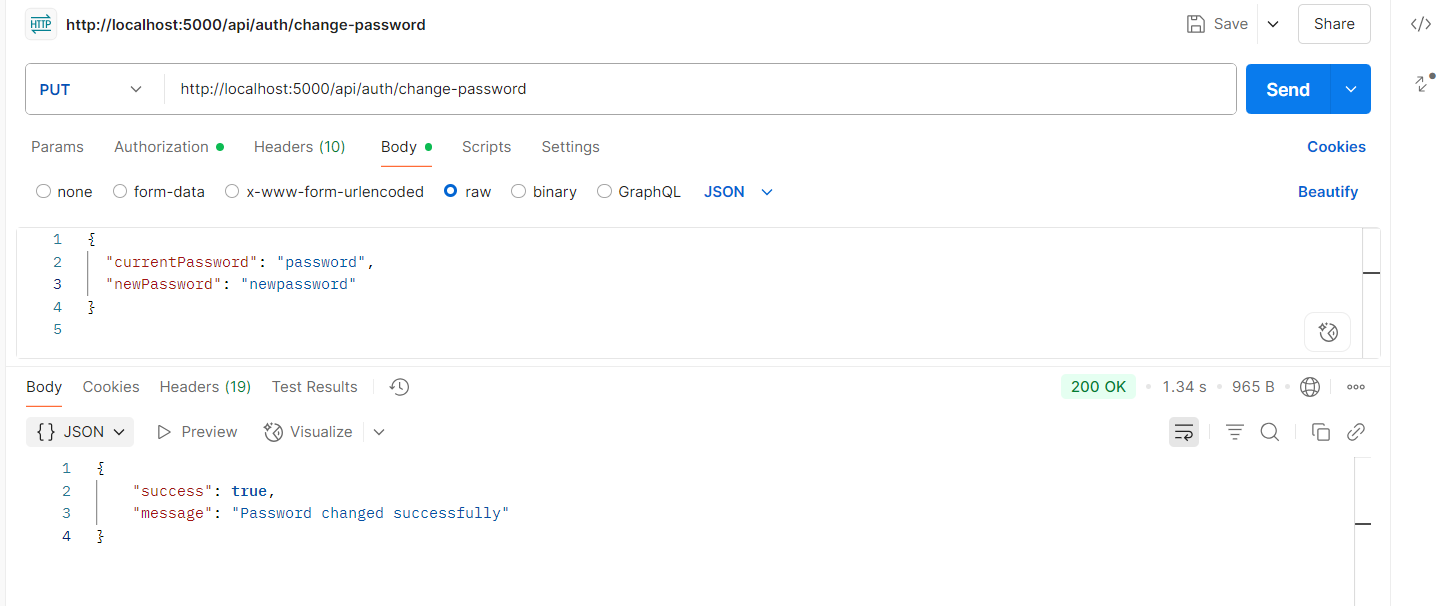 HTTP http://localhost:5000/api/auth/change-password Save Share </>
PUT http://localhost:5000/api/auth/change-password Send
Params Authorization Headers (10) Body Scripts Settings Cookies
none form-data x-www-form-urlencoded raw binary GraphQL JSON Beautify
1 {
2 "currentPassword": "password",
3 "newPassword": "newpassword"
4 }
5
Body Cookies Headers (19) Test Results 200 OK 1.34 s 965 B
{} JSON Preview Visualize
1 {
2 "success": true,
3 "message": "Password changed successfully"
4 }